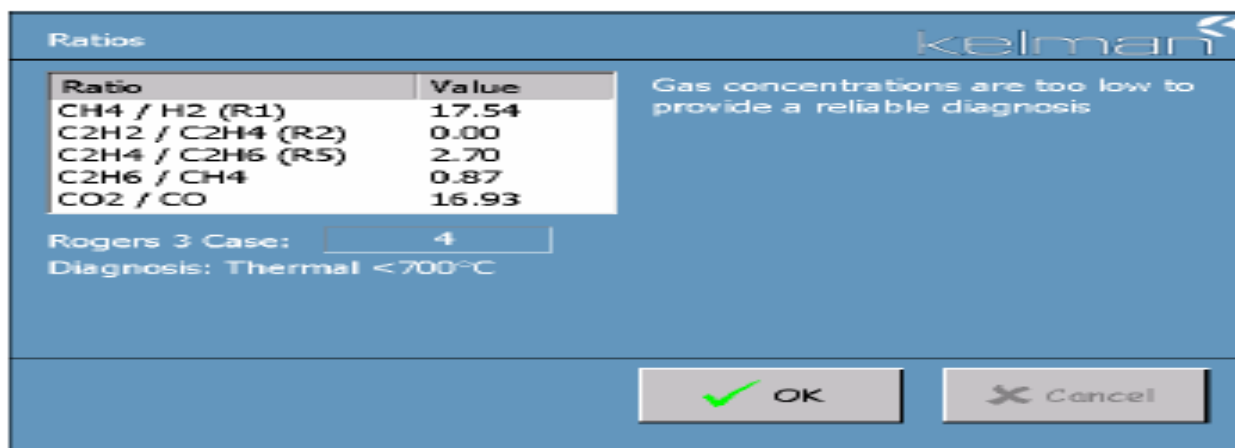 Ratios
kelman
Ratio Value
CH4 / H2 (R1) 17.54
C2H2 / C2H4 (R2) 0.00
C2H4 / C2H6 (R5) 2.70
C2H6 / CH4 0.87
CO2 / CO 16.93
Gas concentrations are too low to
provide a reliable diagnosis
Rogers 3 Case: 4
Diagnosis: Thermal <700°C
OK
Cancel